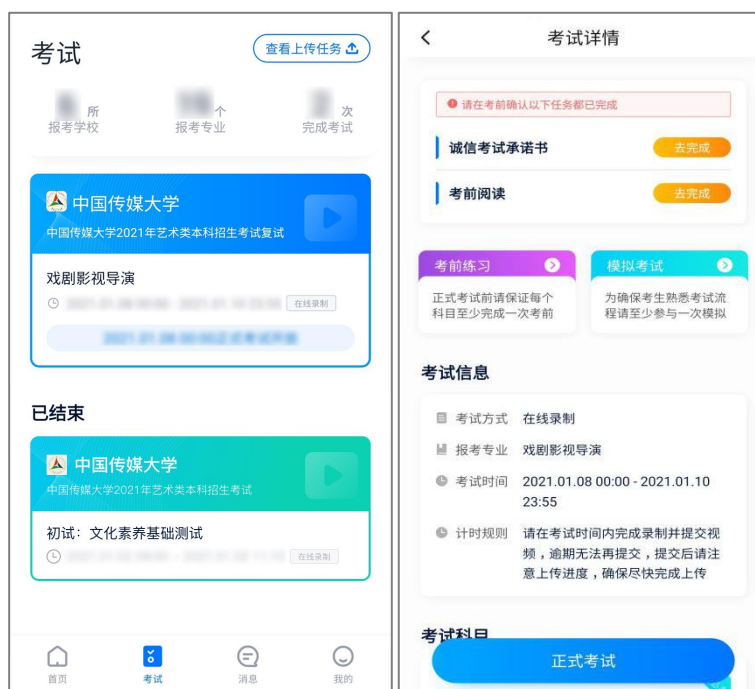 考试
查看上传任务
所
个
次
报考学校
报考专业
完成考试
中国传媒大学
中国传媒大学2021年艺术类本科招生考试复试
戏剧影视导演
在线录制
已结束
中国传媒大学
中国传媒大学2021年艺术类本科招生考试
初试：文化素养基础测试
在线录制
首页
考试
消息
我的
考试详情
请在考前确认以下任务都已完成
诚信考试承诺书
去完成
考前阅读
去完成
考前练习
正式考试前请保证每个
科目至少完成一次考前
模拟考试
为确保考生熟悉考试流
程请至少参与一次模拟
考试信息
考试方式 在线录制
报考专业 戏剧影视导演
考试时间 2021.01.08 00:00 - 2021.01.10
23:55
计时规则 请在考试时间内完成录制并提交视
频，逾期无法再提交，提交后请注
意上传进度，确保尽快完成上传
考试科目
正式考试